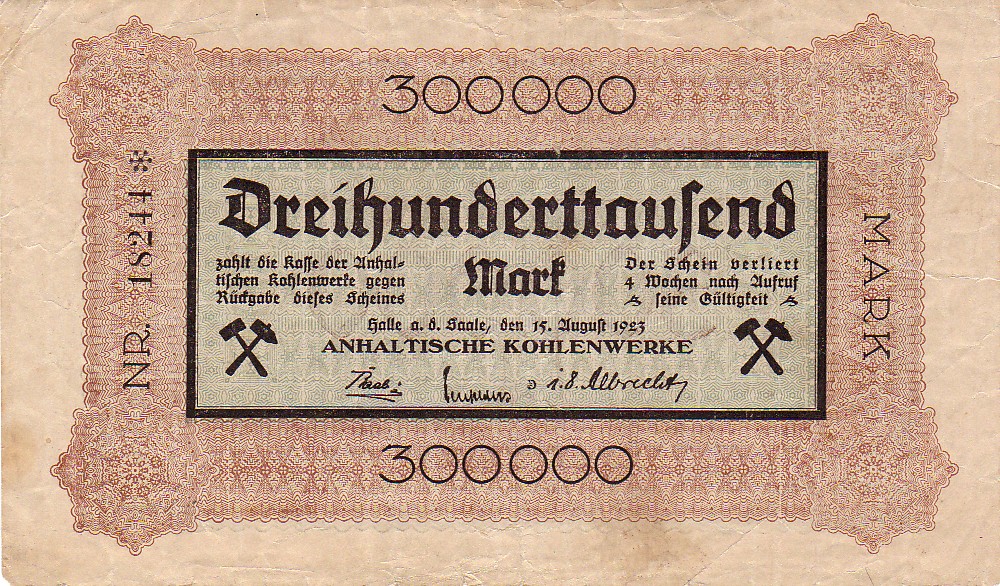 300000
NR. 18244 *
MARK
Dreihunderttausend
Mark
zahlt die Kasse der Anhal-
tischen Kohlenwerke gegen
Rückgabe dieses Scheines
Der Schein verliert
4 Wochen nach Aufruf
seine Gültigkeit
Halle a. d. Saale, den 15. August 1923
ANHALTISCHE KOHLENWERKE
i. V. Albrecht
300000